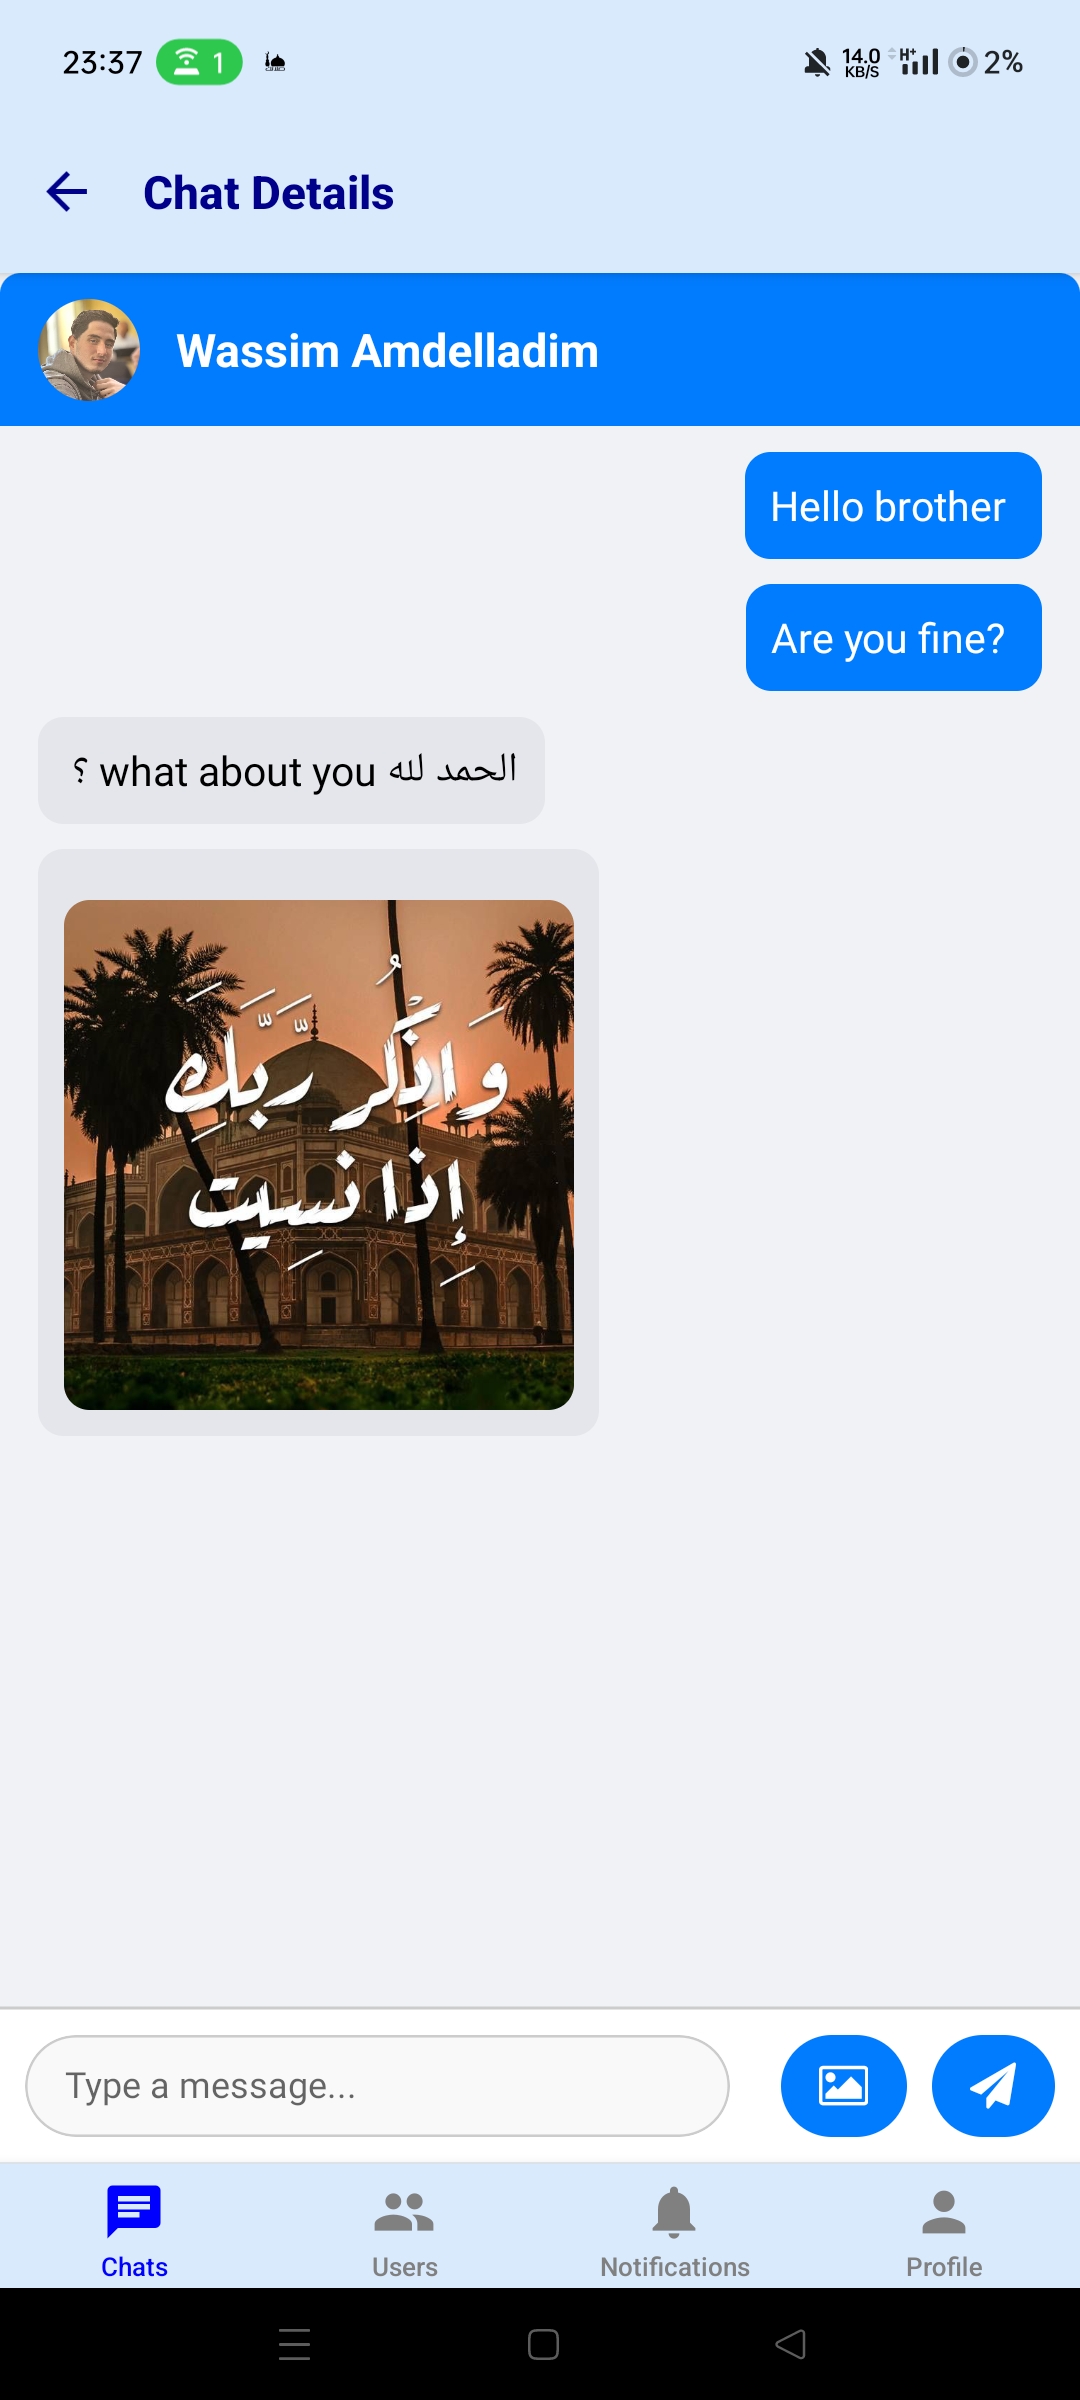 23:37
1
14.0
KB/S
H+
2%
Chat Details
Wassim Amdelladim
Hello brother
Are you fine?
الحمد لله what about you ؟
وَاذْكُر رَّبَّكَ
إِذَا نَسِيت
Type a message...
Chats
Users
Notifications
Profile